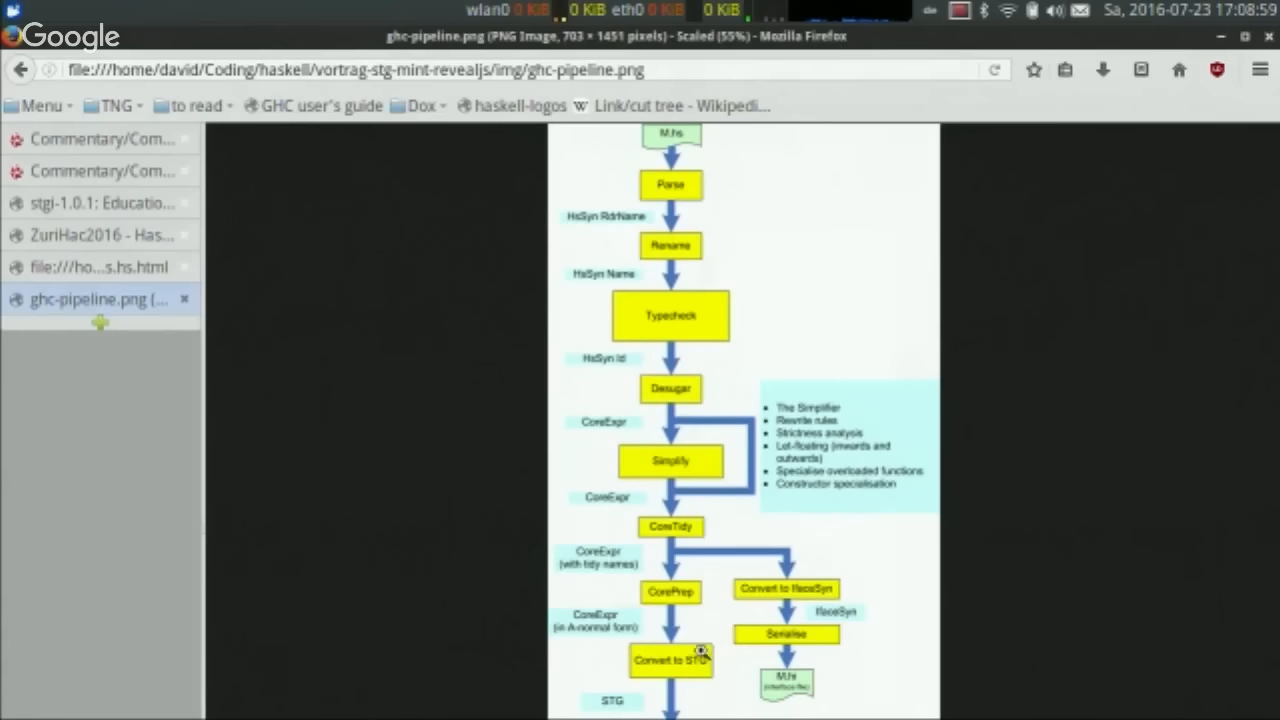 wlan0 0 KiB 0 KiB eth0 0 KiB 0 KiB de Sa, 2016-07-23 17:08:59
Google
ghc-pipeline.png (PNG Image, 703 × 1451 pixels) - Scaled (55%) - Mozilla Firefox
file:///home/david/Coding/haskell/vortrag-stg-mint-revealjs/img/ghc-pipeline.png
Menu TNG to read GHC user's guide Dox haskell-logos W Link/cut tree - Wikipedi...
Commentary/Com...
Commentary/Com...
stgi-1.0.1: Educatio...
ZuriHac2016 - Has...
file:///ho...s.hs.html
ghc-pipeline.png (...
M.hs
Parse
HsSyn RdrName
Rename
HsSyn Name
Typecheck
HsSyn Id
Desugar
CoreExpr
Simplify
CoreExpr
• The Simplifier
• Rewrite rules
• Strictness analysis
• Let-floating (inwards and
outwards)
• Specialise overloaded functions
• Constructor specialisation
CoreTidy
CoreExpr
(with tidy names)
CorePrep
Convert to IfaceSyn
CoreExpr
(in A-normal form)
IfaceSyn
Serialise
Convert to STG
M.hi
(interface file)
STG